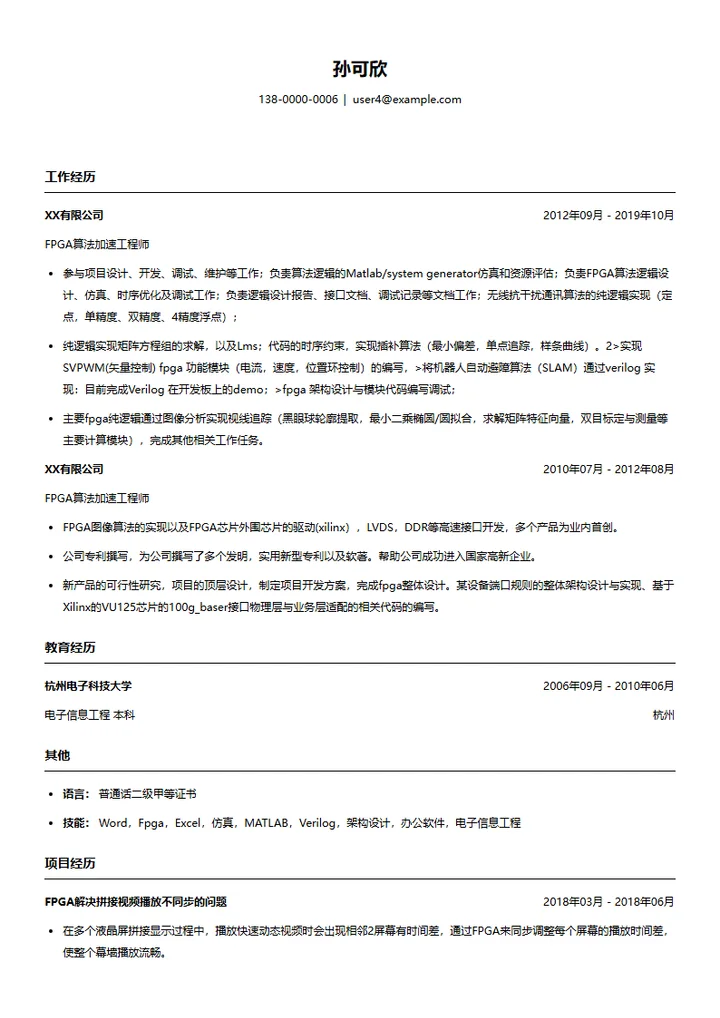 孙可欣
138-0000-0006 | user4@example.com
工作经历
XX有限公司 2012年09月 - 2019年10月
FPGA算法加速工程师
• 参与项目设计、开发、调试、维护等工作；负责算法逻辑的Matlab/system generator仿真和资源评估；负责FPGA算法逻辑设
计、仿真、时序优化及调试工作；负责逻辑设计报告、接口文档、调试记录等文档工作；无线抗干扰通讯算法的纯逻辑实现（定
点，单精度、双精度、4精度浮点）；
• 纯逻辑实现矩阵方程组的求解，以及Lms；代码的时序约束，实现插补算法（最小偏差，单点追踪，样条曲线）。2>实现
SVPWM(矢量控制) fpga 功能模块（电流，速度，位置环控制）的编写，>将机器人自动避障算法（SLAM）通过verilog 实
现：目前完成Verilog 在开发板上的demo；>fpga 架构设计与模块代码编写调试；
• 主要fpga纯逻辑通过图像分析实现视线追踪（黑眼球轮廓提取，最小二乘椭圆/圆拟合，求解矩阵特征向量，双目标定与测量等
主要计算模块），完成其他相关工作任务。
XX有限公司 2010年07月 - 2012年08月
FPGA算法加速工程师
• FPGA图像算法的实现以及FPGA芯片外围芯片的驱动(xilinx），LVDS，DDR等高速接口开发，多个产品为业内首创。
• 公司专利撰写，为公司撰写了多个发明，实用新型专利以及软著。帮助公司成功进入国家高新企业。
• 新产品的可行性研究，项目的顶层设计，制定项目开发方案，完成fpga整体设计。某设备端口规则的整体架构设计与实现、基于
Xilinx的VU125芯片的100g_baser接口物理层与业务层适配的相关代码的编写。
教育经历
杭州电子科技大学 2006年09月 - 2010年06月
电子信息工程 本科 杭州
其他
• 语言： 普通话二级甲等证书
• 技能： Word，Fpga，Excel，仿真，MATLAB，Verilog，架构设计，办公软件，电子信息工程
项目经历
FPGA解决拼接视频播放不同步的问题 2018年03月 - 2018年06月
• 在多个液晶屏拼接显示过程中，播放快速动态视频时会出现相邻2屏幕有时间差，通过FPGA来同步调整每个屏幕的播放时间差，
使整个幕墙播放流畅。